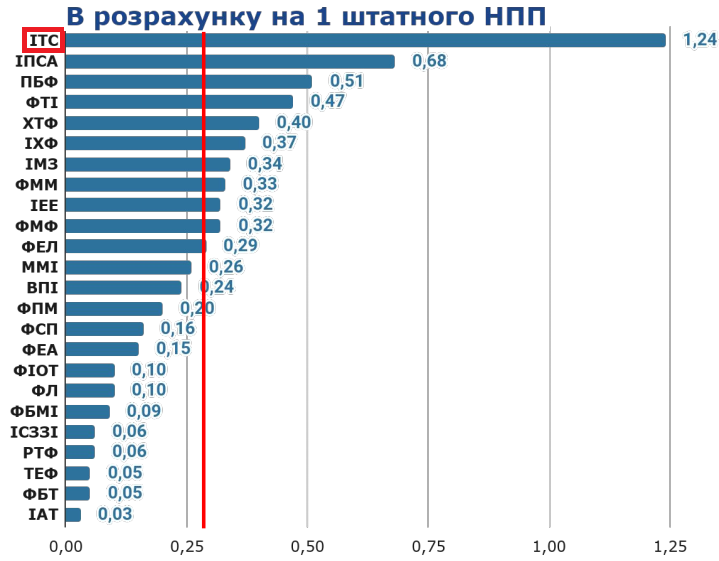 В розрахунку на 1 штатного НПП
ІТС 1,24
ІПСА 0,68
ПБФ 0,51
ФТІ 0,47
ХТФ 0,40
ІХФ 0,37
ІМЗ 0,34
ФММ 0,33
ІЕЕ 0,32
ФМФ 0,32
ФЕЛ 0,29
ММІ 0,26
ВПІ 0,24
ФПМ 0,20
ФСП 0,16
ФЕА 0,15
ФІОТ 0,10
ФЛ 0,10
ФБМІ 0,09
ІСЗЗІ 0,06
РТФ 0,06
ТЕФ 0,05
ФБТ 0,05
ІАТ 0,03
0,00 0,25 0,50 0,75 1,00 1,25